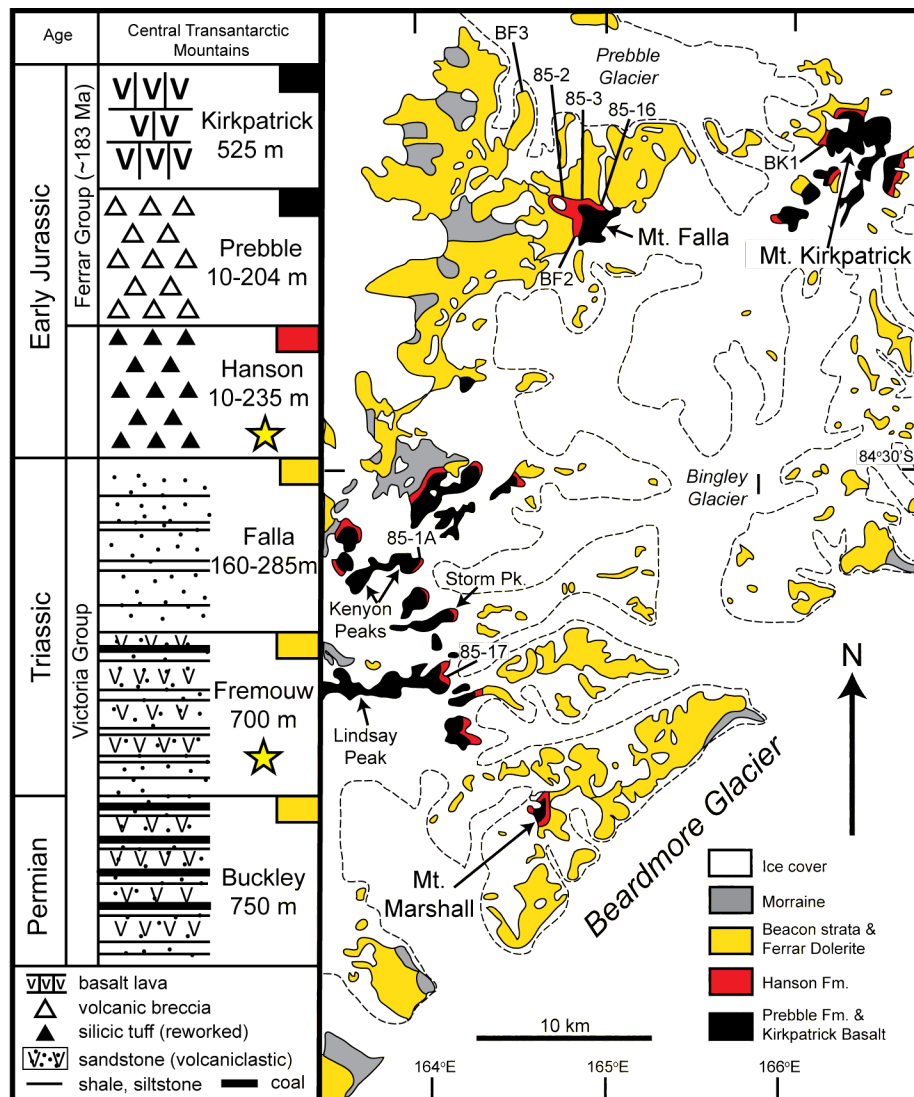 Age
Central Transantarctic
Mountains
Early Jurassic
Triassic
Permian
Ferrar Group (~183 Ma)
Victoria Group
Kirkpatrick
525 m
Prebble
10-204 m
Hanson
10-235 m
Falla
160-285m
Fremouw
700 m
Buckley
750 m
basalt lava
volcanic breccia
silicic tuff (reworked)
sandstone (volcaniclastic)
shale, siltstone
coal
BF3
Prebble
Glacier
85-2
85-3
85-16
BK1
Mt. Falla
Mt. Kirkpatrick
BF2
84°30'S
Bingley
Glacier
85-1A
Kenyon
Peaks
Storm Pk.
85-17
Lindsay
Peak
N
Mt.
Marshall
Beardmore Glacier
Ice cover
Morraine
Beacon strata &
Ferrar Dolerite
Hanson Fm.
Prebble Fm. &
Kirkpatrick Basalt
10 km
164°E
165°E
166°E